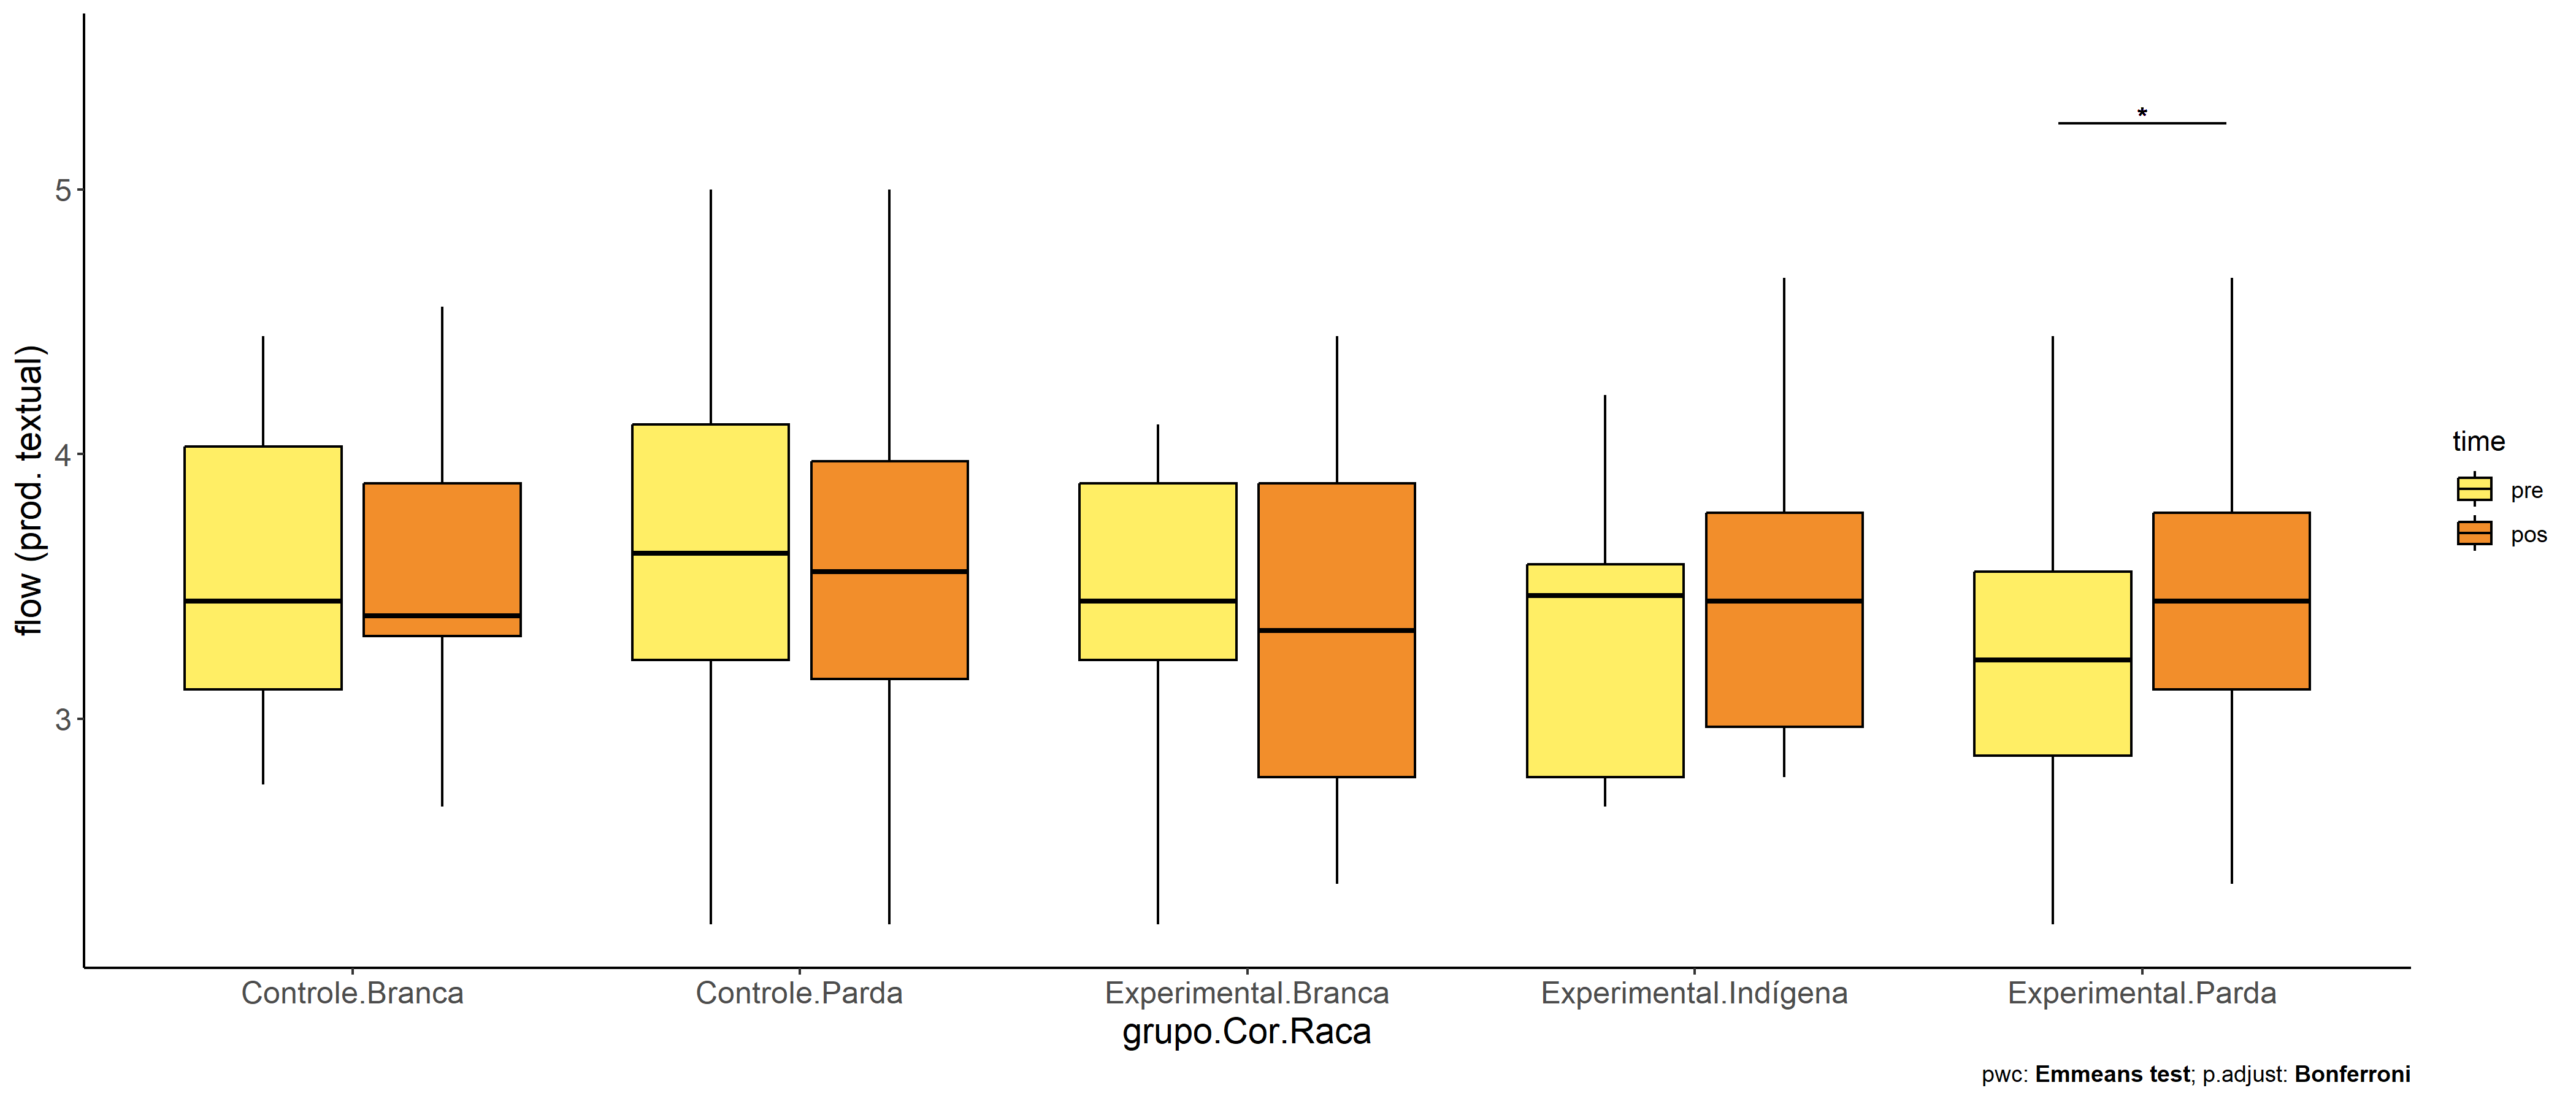 *
5
4
3
flow (prod. textual)
Controle.Branca
Controle.Parda
Experimental.Branca
Experimental.Indígena
Experimental.Parda
grupo.Cor.Raca
time
pre
pos
pwc: Emmeans test; p.adjust: Bonferroni